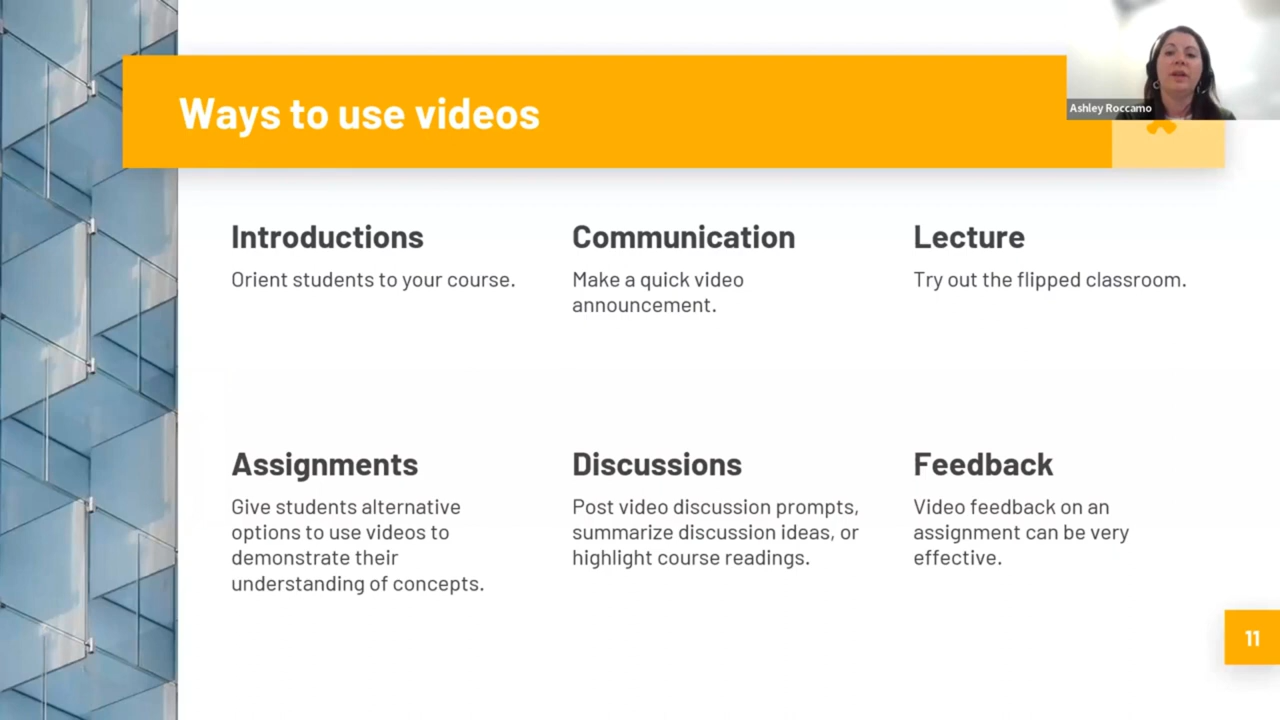 Ways to use videos
Ashley Roccamo
Introductions
Orient students to your course.
Communication
Make a quick video
announcement.
Lecture
Try out the flipped classroom.
Assignments
Give students alternative
options to use videos to
demonstrate their
understanding of concepts.
Discussions
Post video discussion prompts,
summarize discussion ideas, or
highlight course readings.
Feedback
Video feedback on an
assignment can be very
effective.
11